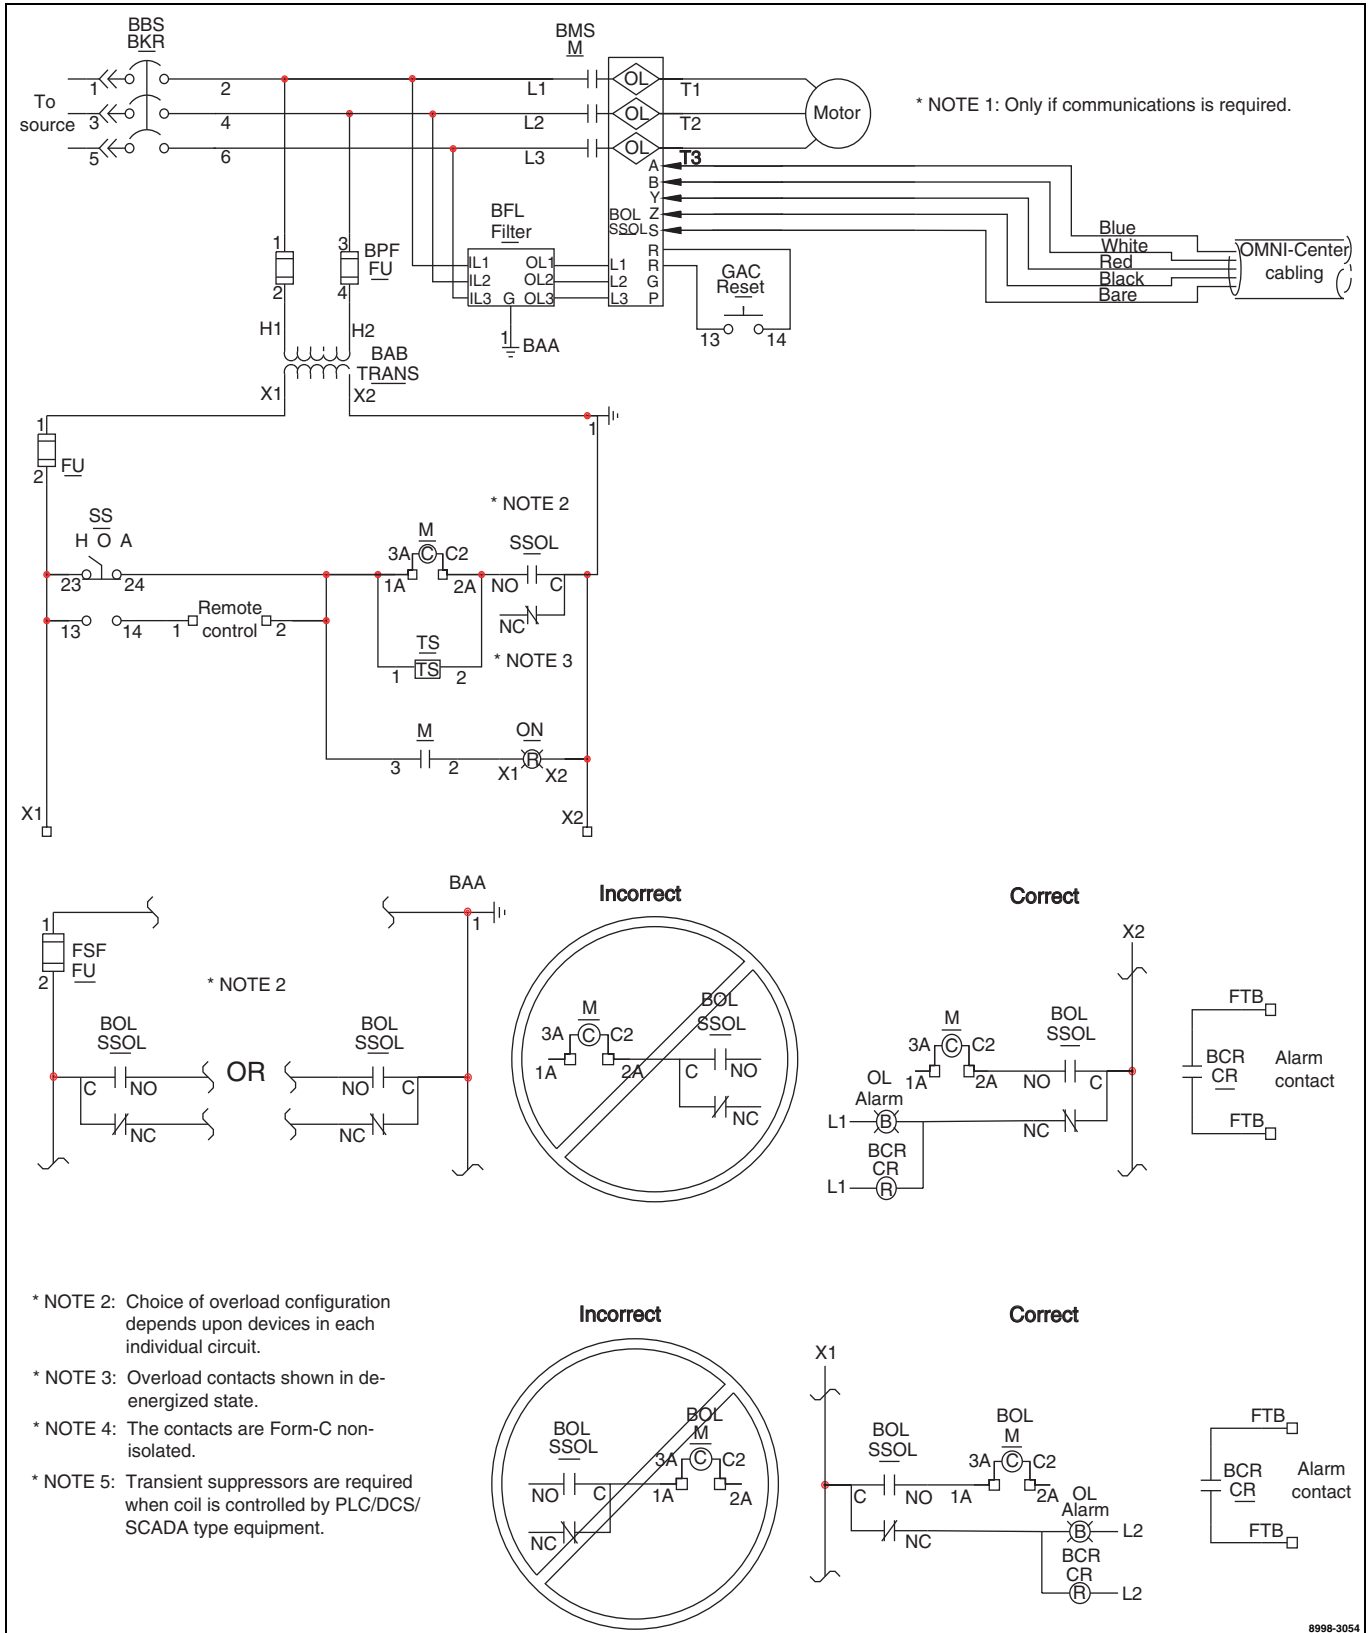 BBS
BKR
BMS
M
1 2 L1 OL T1
To
source
3 4 L2 OL T2 Motor
* NOTE 1: Only if communications is required.
5 6 L3 OL T3
A
B
Y
BOL Z
SSOL S
Blue
White
Red
Black
Bare
OMNI-Center
cabling
BFL
Filter
IL1 OL1 L1 R
IL2 OL2 L2 G
IL3 G OL3 L3 P
R
GAC
Reset
13 14
1 BAA
1 3 BPF
FU
2 4
H1 H2
BAB
TRANS
X1 X2
1
1
FU
2
* NOTE 2
SS
H O A
M
3A C C2
SSOL
23 24 1A 2A NO C
NC
13 14 1 Remote
control 2
TS
1 TS 2
* NOTE 3
M ON
3 2 X1 R X2
X1 X2
BAA
1 1
FSF
FU
2
* NOTE 2
BOL
SSOL
C NO
NC
OR
BOL
SSOL
NO C
NC
Incorrect
M
3A C C2
BOL
SSOL
1A 2A C NO
NC
Correct
X2
M
3A C C2
BOL
SSOL
1A 2A NO C
OL
Alarm
L1 B NC
BCR
CR
L1 R
FTB
BCR
CR
Alarm
contact
FTB
* NOTE 2: Choice of overload configuration
depends upon devices in each
individual circuit.
* NOTE 3: Overload contacts shown in de-
energized state.
* NOTE 4: The contacts are Form-C non-
isolated.
* NOTE 5: Transient suppressors are required
when coil is controlled by PLC/DCS/
SCADA type equipment.
Incorrect
BOL
SSOL
BOL
M
3A C C2
NO C 1A 2A
NC
Correct
X1
BOL
SSOL
BOL
M
3A C C2
C NO 1A 2A
OL
Alarm
NC B L2
BCR
CR
R L2
FTB
BCR
CR
Alarm
contact
FTB
8998-3054